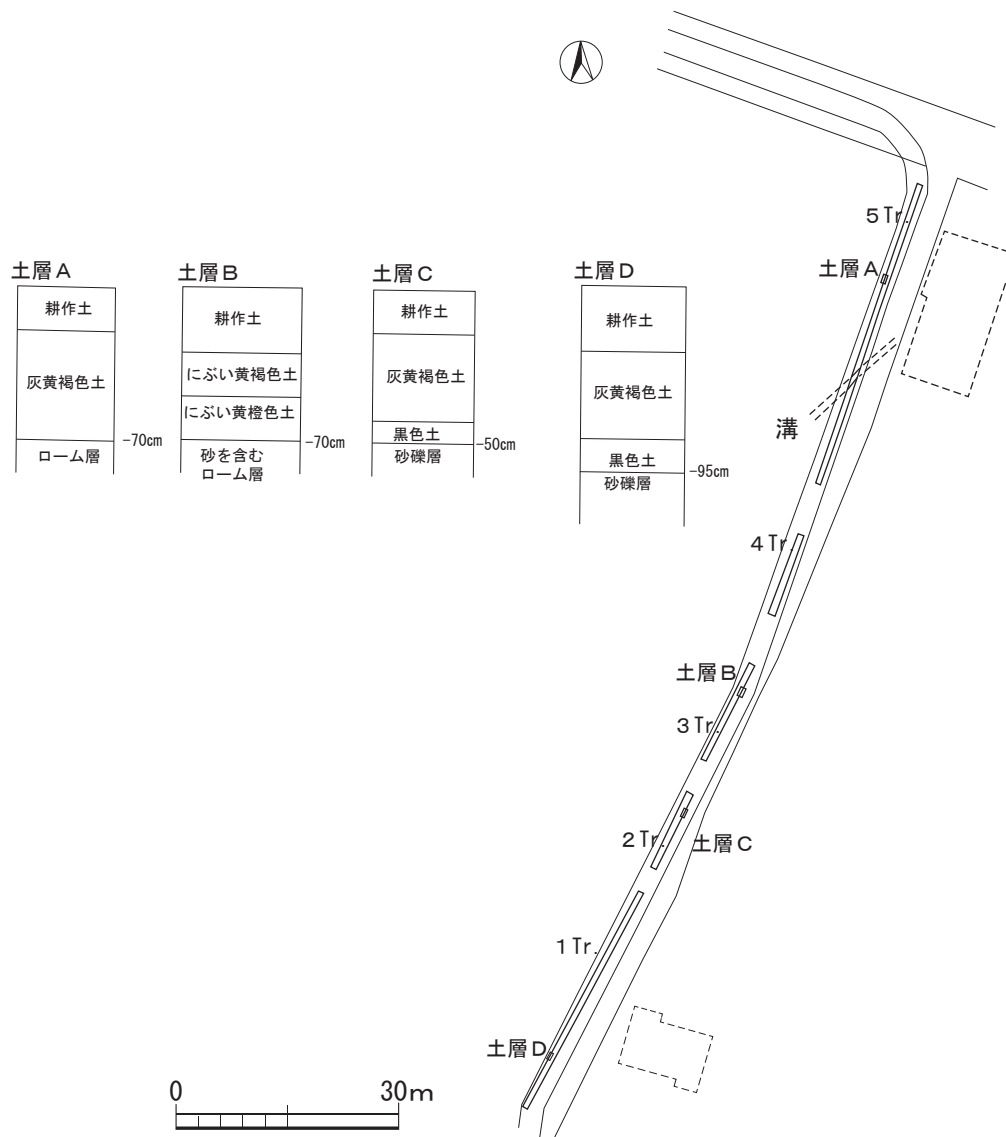 土層A
耕作土
灰黄褐色土
-70cm
ローム層
土層B
耕作土
にぶい黄褐色土
にぶい黄橙色土
-70cm
砂を含む
ローム層
土層C
耕作土
灰黄褐色土
黒色土
-50cm
砂礫層
土層D
耕作土
灰黄褐色土
黒色土
-95cm
砂礫層
5Tr.
土層A
溝
4Tr.
土層B
3Tr.
2Tr.
土層C
1Tr.
土層D
0 30m